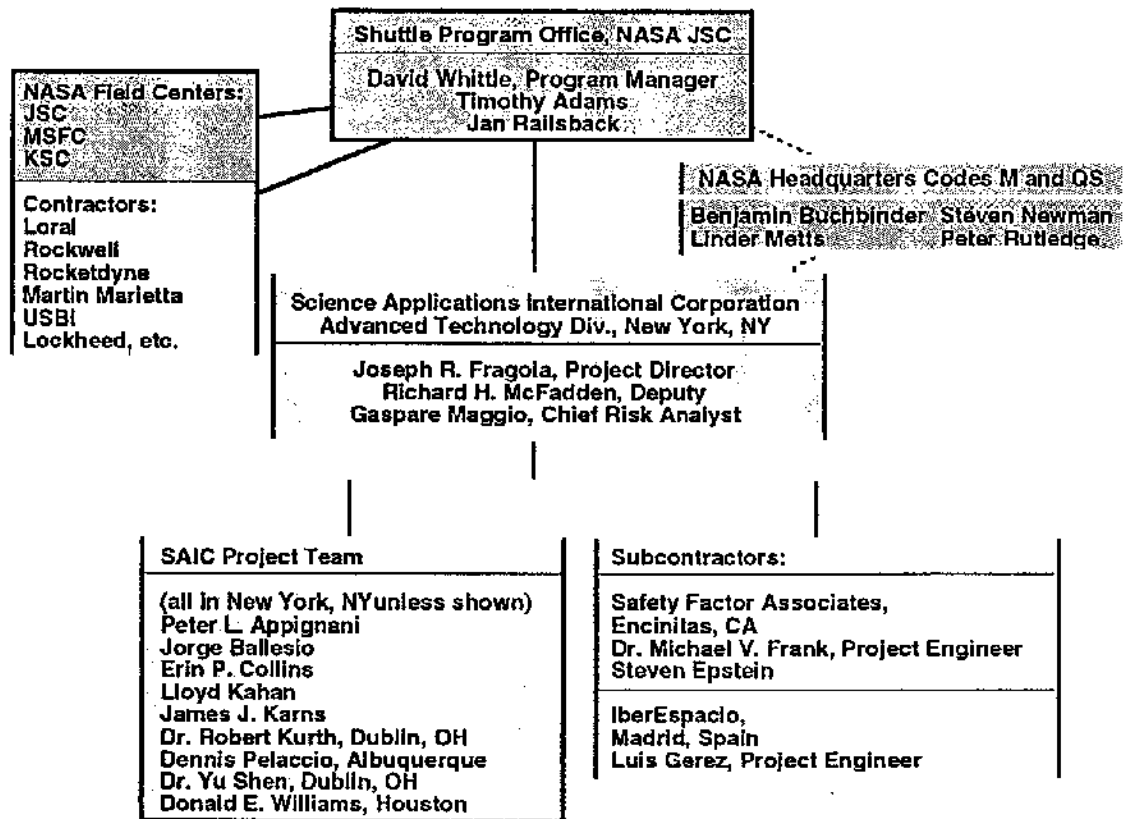 Shuttle Program Office, NASA JSC
David Whittle, Program Manager
Timothy Adams
Jan Railsback
NASA Field Centers:
JSC
MSFC
KSC
Contractors:
Loral
Rockwell
Rocketdyne
Martin Marietta
USBI
Lockheed, etc.
NASA Headquarters Codes M and QS
Benjamin Buchbinder Steven Newman
Linder Metts Peter Rutledge
Science Applications International Corporation
Advanced Technology Div., New York, NY
Joseph R. Fragola, Project Director
Richard H. McFadden, Deputy
Gaspare Maggio, Chief Risk Analyst
SAIC Project Team
(all in New York, NYunless shown)
Peter L. Appignani
Jorge Ballesio
Erin P. Collins
Lloyd Kahan
James J. Karns
Dr. Robert Kurth, Dublin, OH
Dennis Pelaccio, Albuquerque
Dr. Yu Shen, Dublin, OH
Donald E. Williams, Houston
Subcontractors:
Safety Factor Associates,
Encinitas, CA
Dr. Michael V. Frank, Project Engineer
Steven Epstein
IberEspacio,
Madrid, Spain
Luis Gerez, Project Engineer